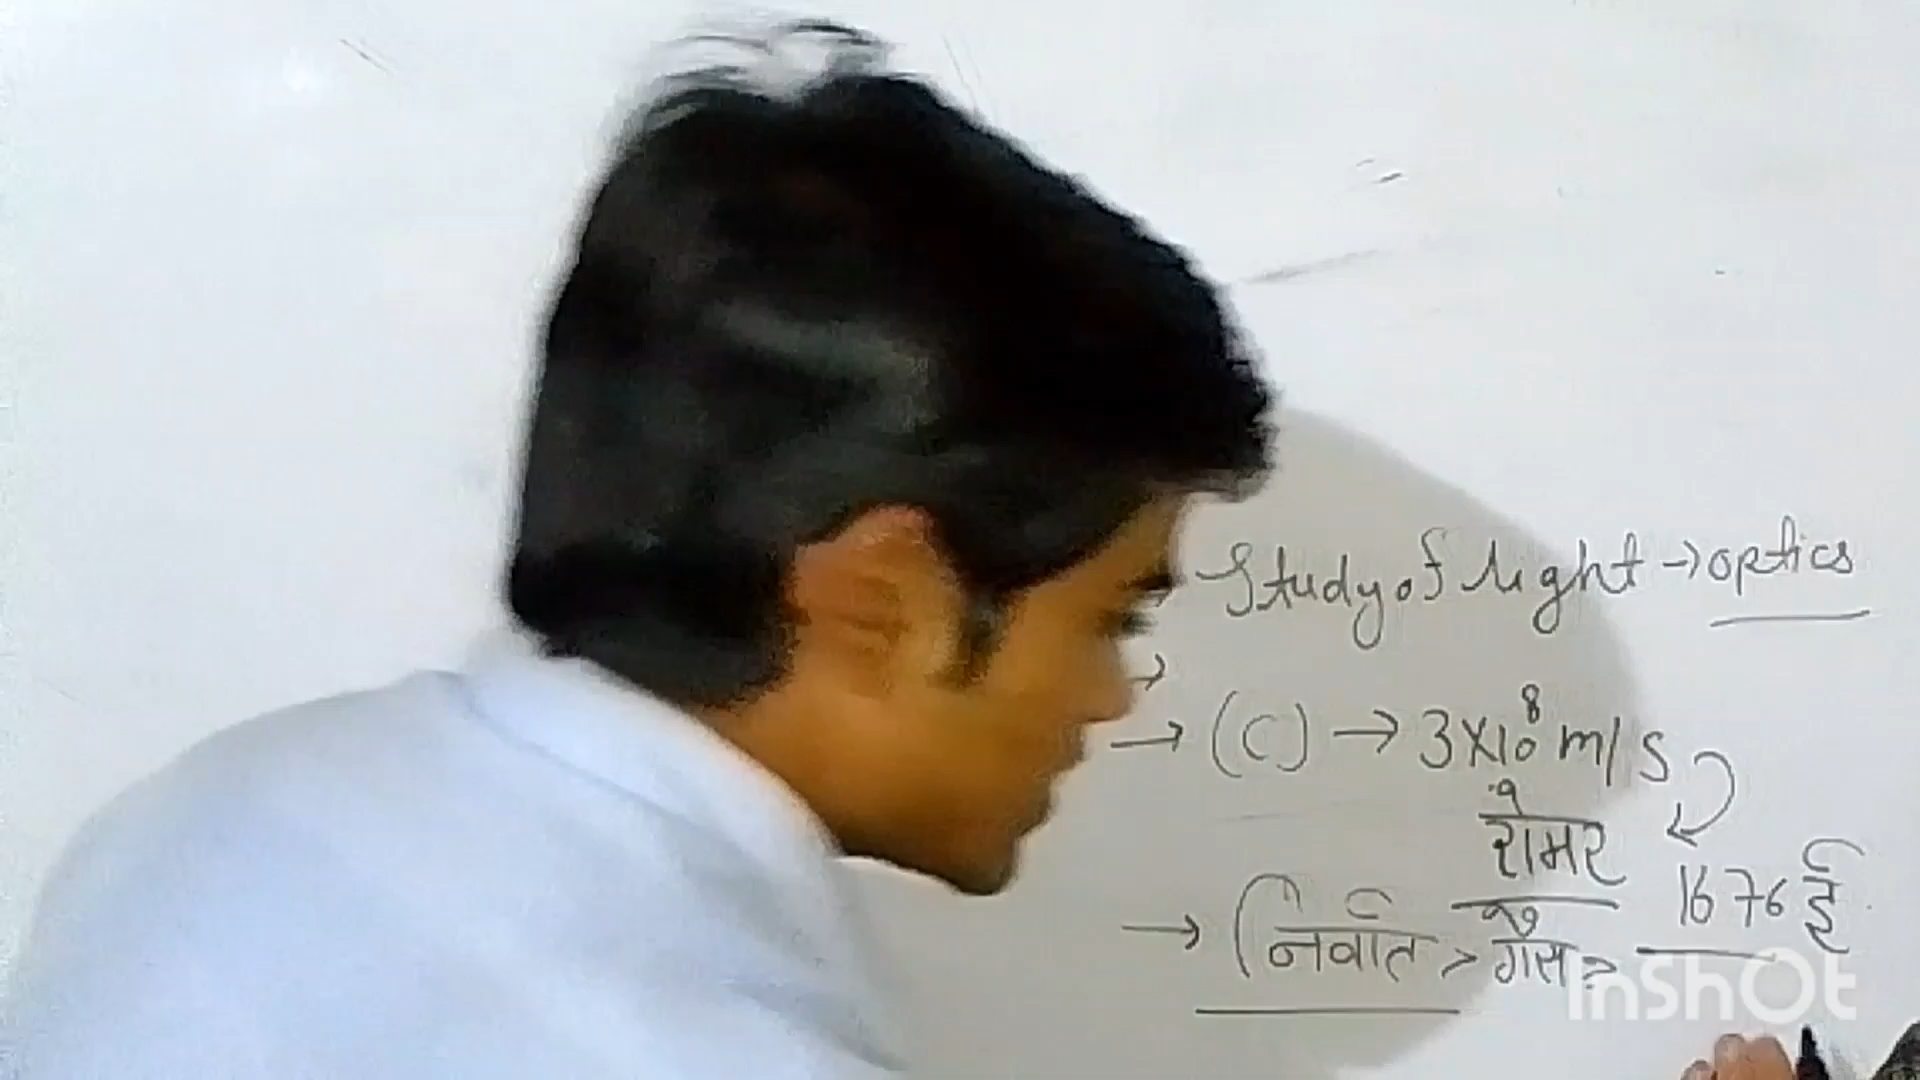 Study of light → optics
→
→ (C) → 3×10⁸ m/s
रोमर
1676 ई
→ निर्वात > गैस >
InShOt